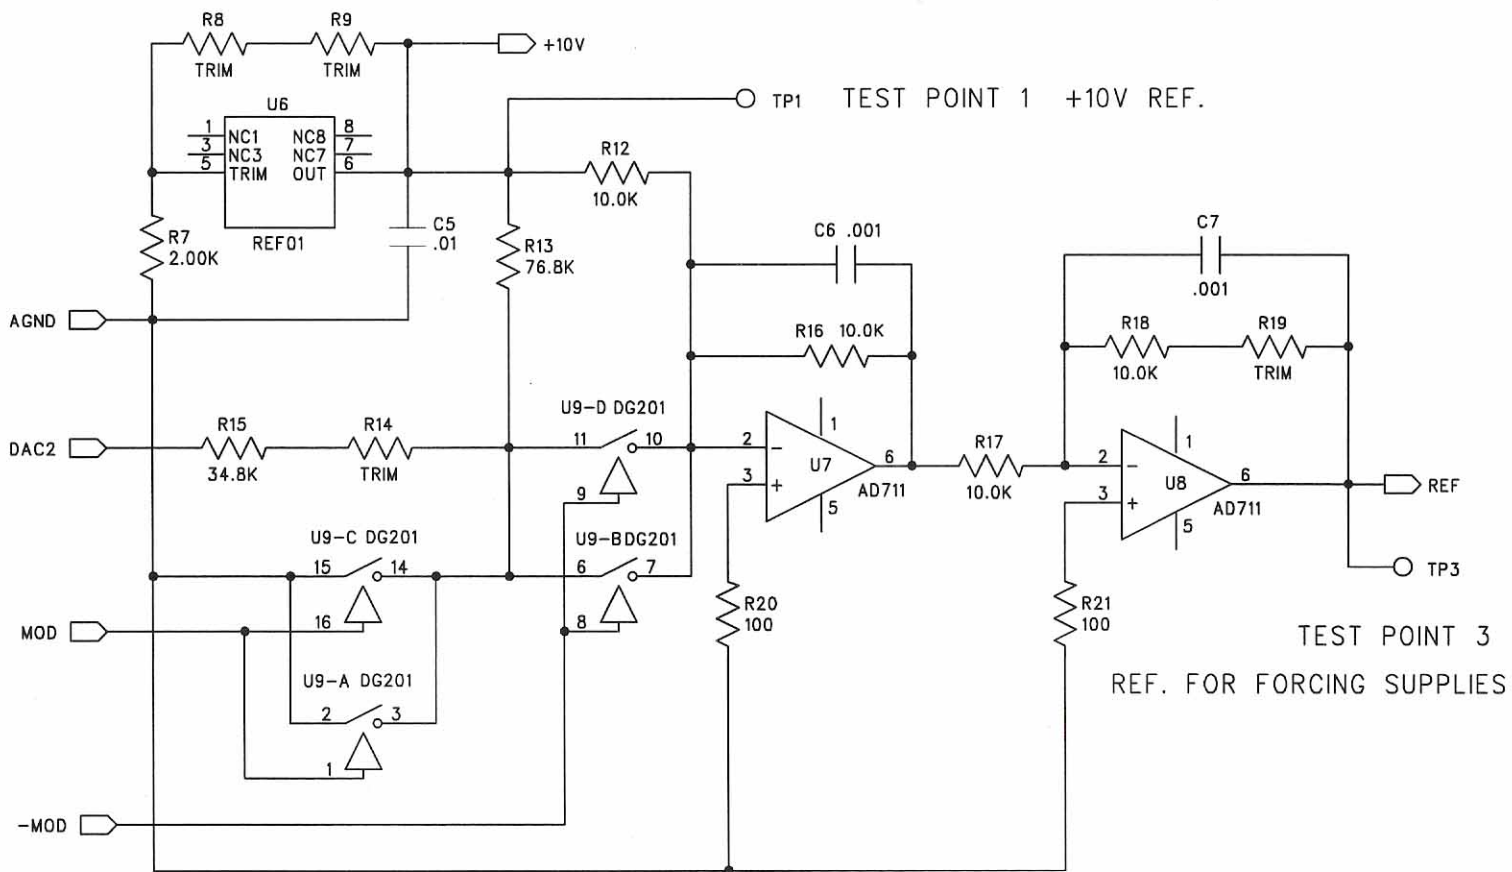 R8 R9
TRIM TRIM
+10V
U6
TP1 TEST POINT 1 +10V REF.
1 NC1 NC8 8
3 NC3 NC7 7
5 TRIM OUT 6
REF01
R12
10.0K
R7
2.00K
C5
.01
R13
76.8K
C6 .001
C7
.001
AGND
R16 10.0K
R18 R19
10.0K TRIM
DAC2
R15 R14
34.8K TRIM
U9-D DG201
11 10
9
2 -
3 +
1
U7
6
AD711
5
R17
10.0K
2 -
3 +
1
U8
6
AD711
5
REF
TP3
U9-C DG201
15 14
16
U9-BDG201
6 7
8
MOD
R20
100
R21
100
TEST POINT 3
REF. FOR FORCING SUPPLIES
U9-A DG201
2 3
1
-MOD